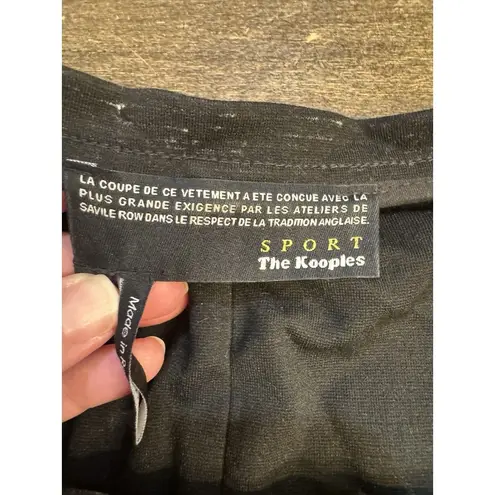 LA COUPE DE CE VETEMENT A ETE CONCUE AVEC LA
PLUS GRANDE EXIGENCE PAR LES ATELIERS DE
SAVILE ROW DANS LE RESPECT DE LA TRADITION ANGLAISE.
SPORT
The Kooples
Made in